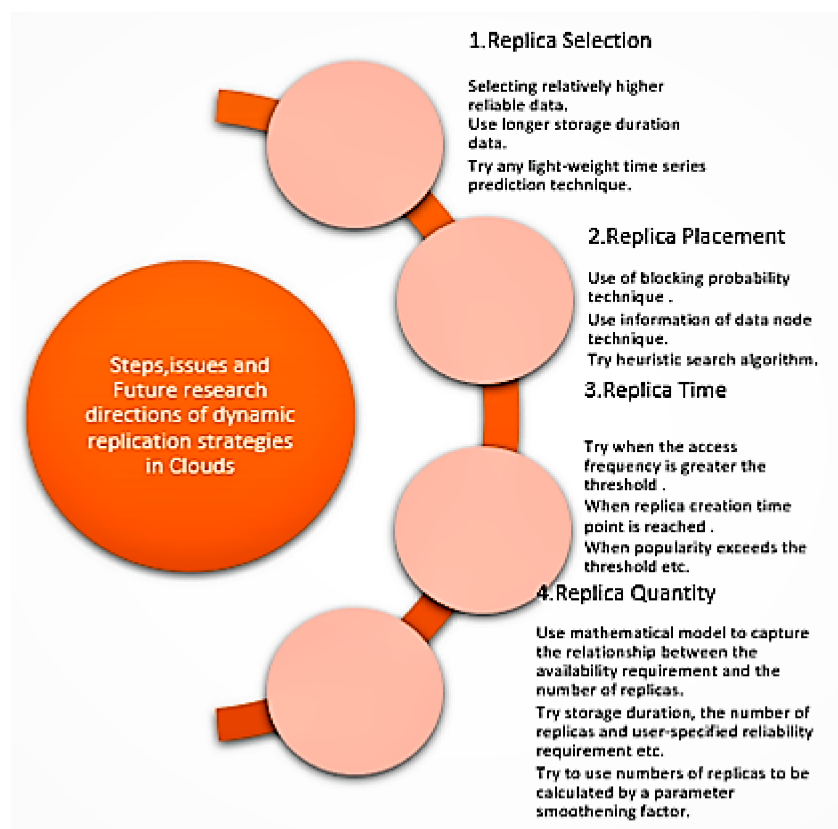 Steps,issues and
Future research
directions of dynamic
replication strategies
in Clouds
1.Replica Selection
Selecting relatively higher
reliable data.
Use longer storage duration
data.
Try any light-weight time series
prediction technique.
2.Replica Placement
Use of blocking probability
technique .
Use information of data node
technique.
Try heuristic search algorithm.
3.Replica Time
Try when the access
frequency is greater the
threshold .
When replica creation time
point is reached .
When popularity exceeds the
threshold etc.
4.Replica Quantity
Use mathematical model to capture
the relationship between the
availability requirement and the
number of replicas.
Try storage duration, the number of
replicas and user-specified reliability
requirement etc.
Try to use numbers of replicas to be
calculated by a parameter
smoothening factor.